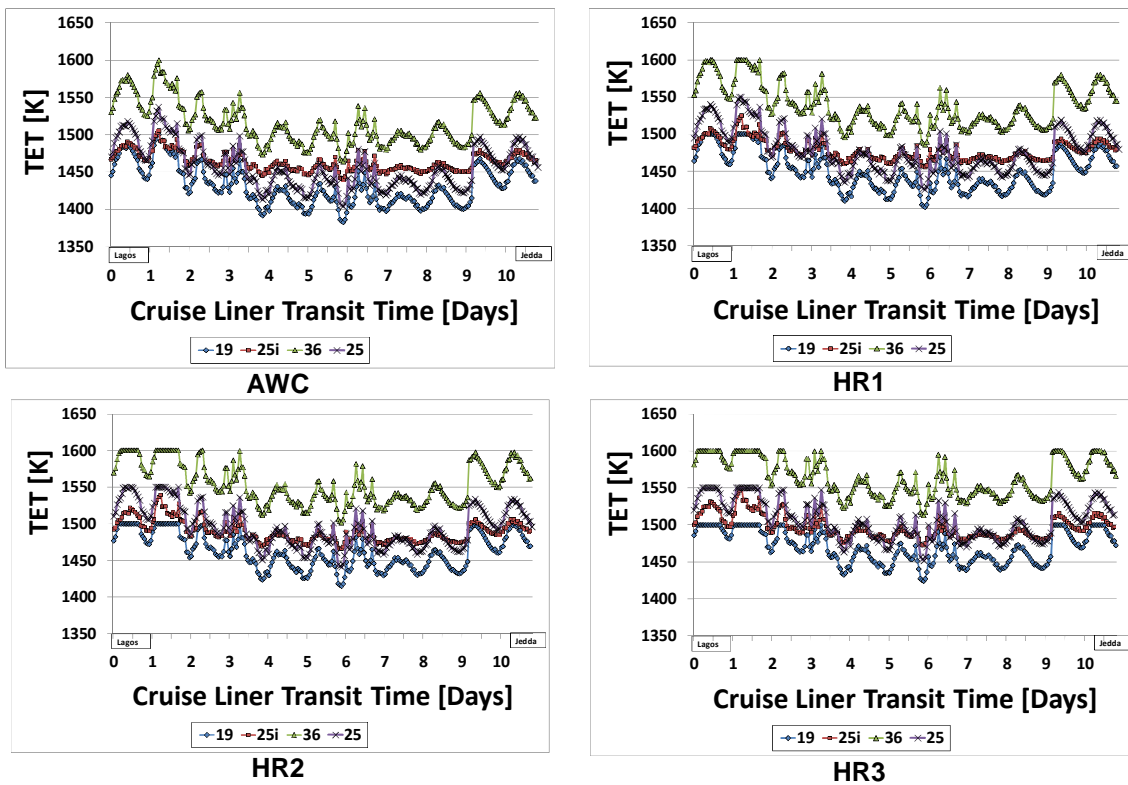 1650
1600
1550
1500
1450
1400
1350
TET [K]
Lagos
Jedda
0 1 2 3 4 5 6 7 8 9 10
Cruise Liner Transit Time [Days]
19 25i 36 25
AWC
1650
1600
1550
1500
1450
1400
1350
TET [K]
Lagos
Jedda
0 1 2 3 4 5 6 7 8 9 10
Cruise Liner Transit Time [Days]
19 25i 36 25
HR1
1650
1600
1550
1500
1450
1400
1350
TET [K]
Lagos
Jedda
0 1 2 3 4 5 6 7 8 9 10
Cruise Liner Transit Time [Days]
19 25i 36 25
HR2
1650
1600
1550
1500
1450
1400
1350
TET [K]
Lagos
Jedda
0 1 2 3 4 5 6 7 8 9 10
Cruise Liner Transit Time [Days]
19 25i 36 25
HR3